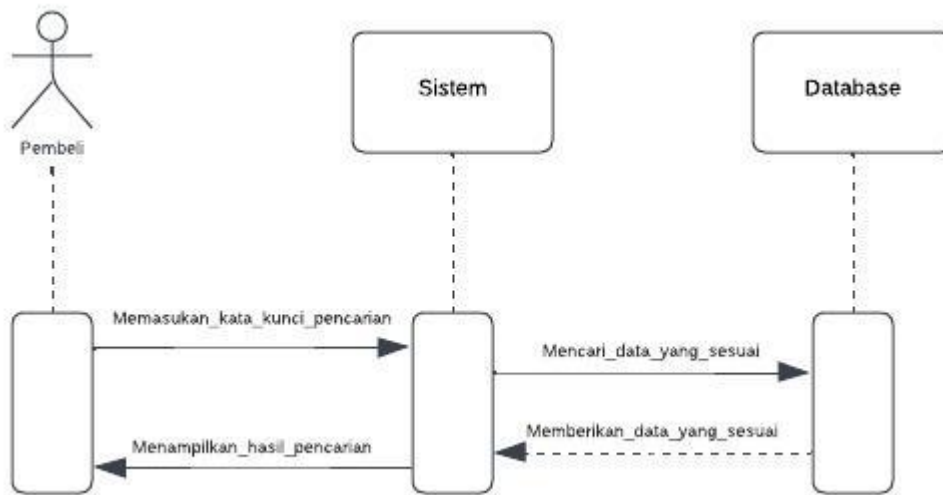 Pembeli
Sistem
Database
Memasukan_kata_kunci_pencarian
Mencari_data_yang_sesuai
Memberikan_data_yang_sesuai
Menampilkan_hasil_pencarian